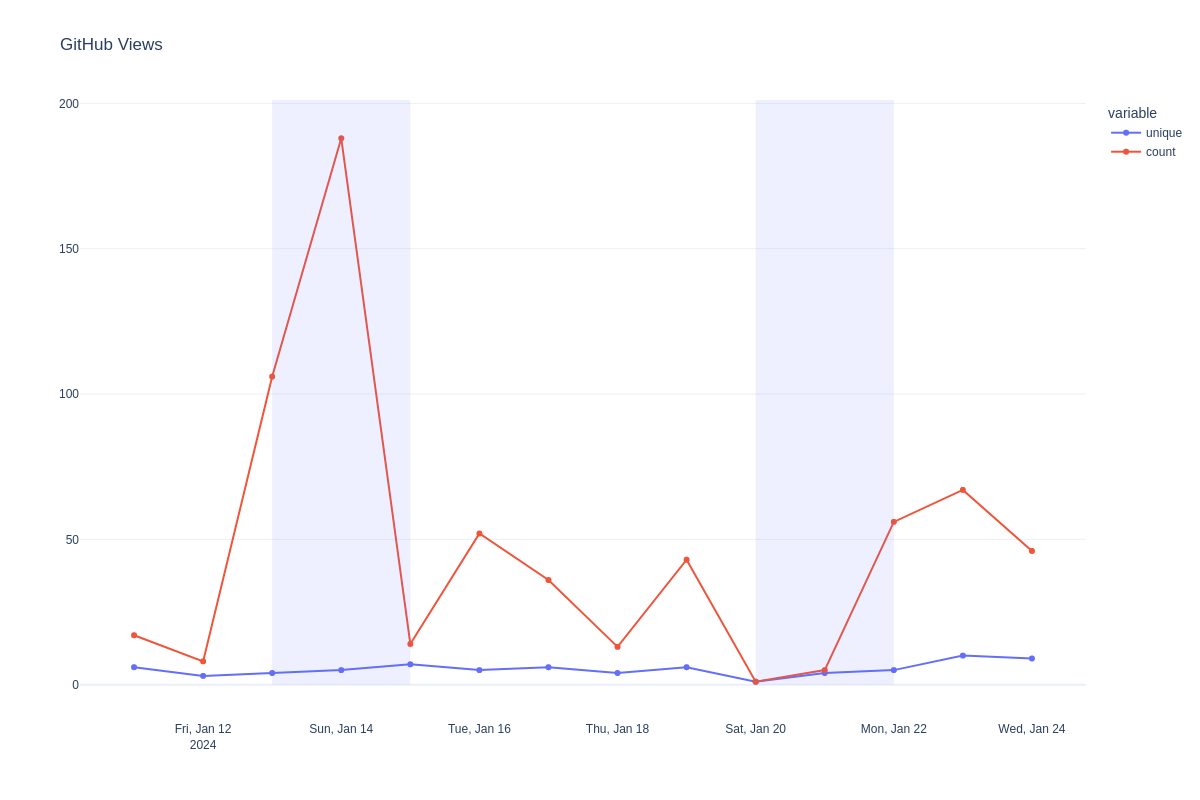 GitHub Views
200
150
100
50
0
Fri, Jan 12
2024
Sun, Jan 14
Tue, Jan 16
Thu, Jan 18
Sat, Jan 20
Mon, Jan 22
Wed, Jan 24
variable
unique
count